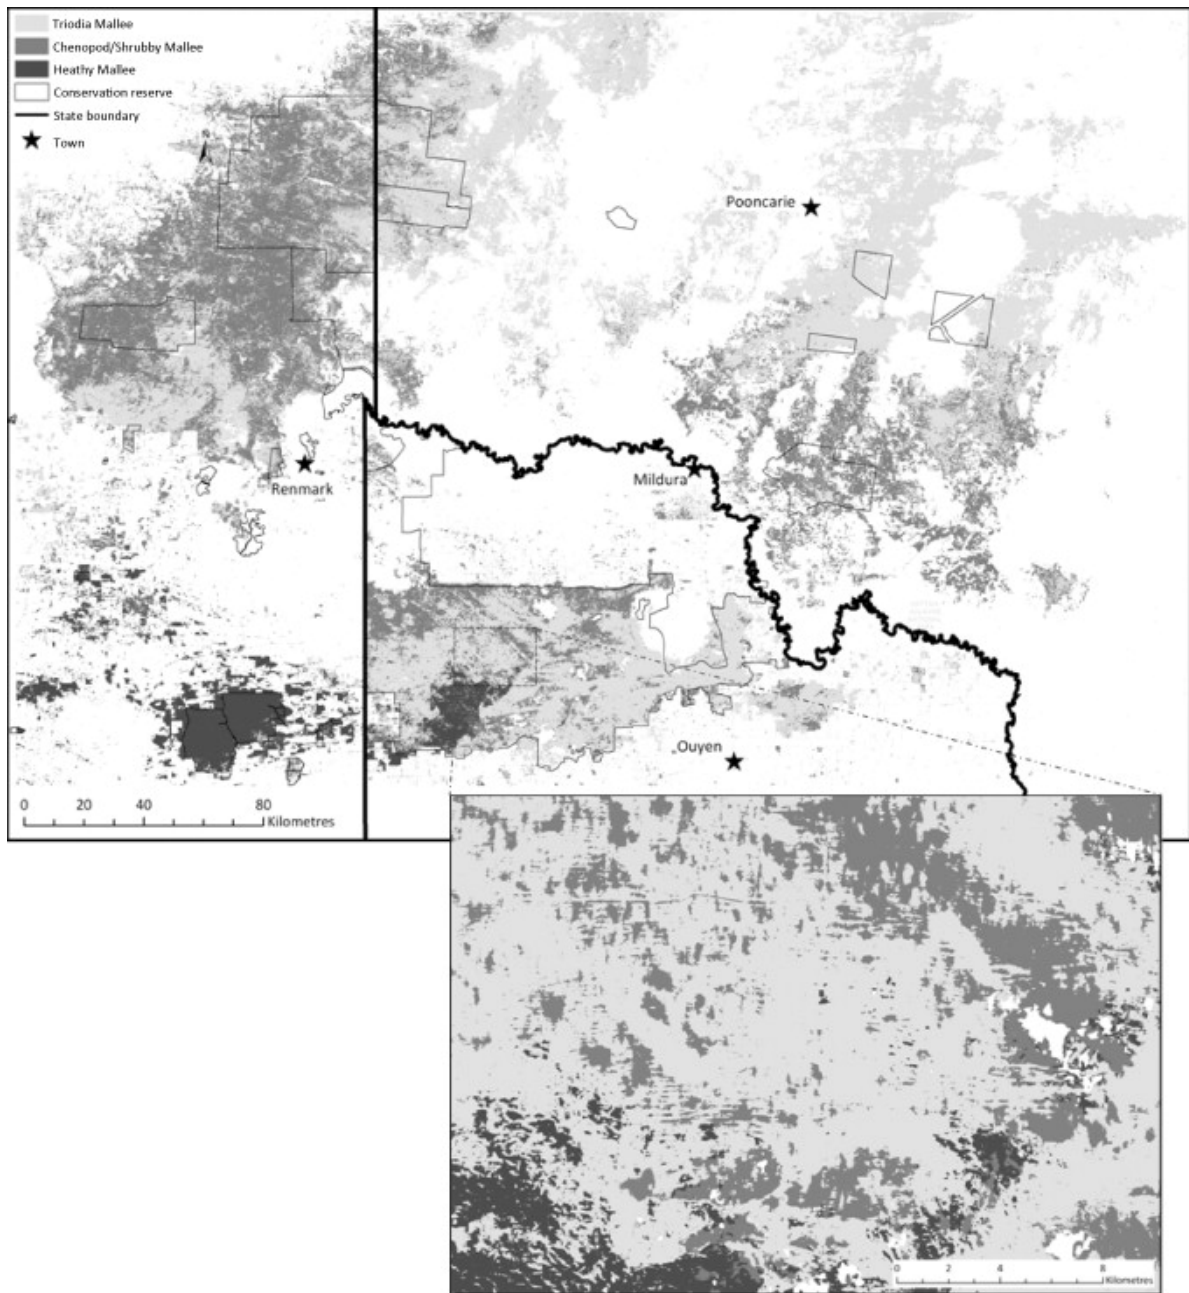 Triodia Mallee
Chenopod/Shrubby Mallee
Heathy Mallee
Conservation reserve
State boundary
Town
Pooncarie
Mildura
Renmark
Ouyen
0 20 40 80
Kilometres
0 2 4 8
Kilometres